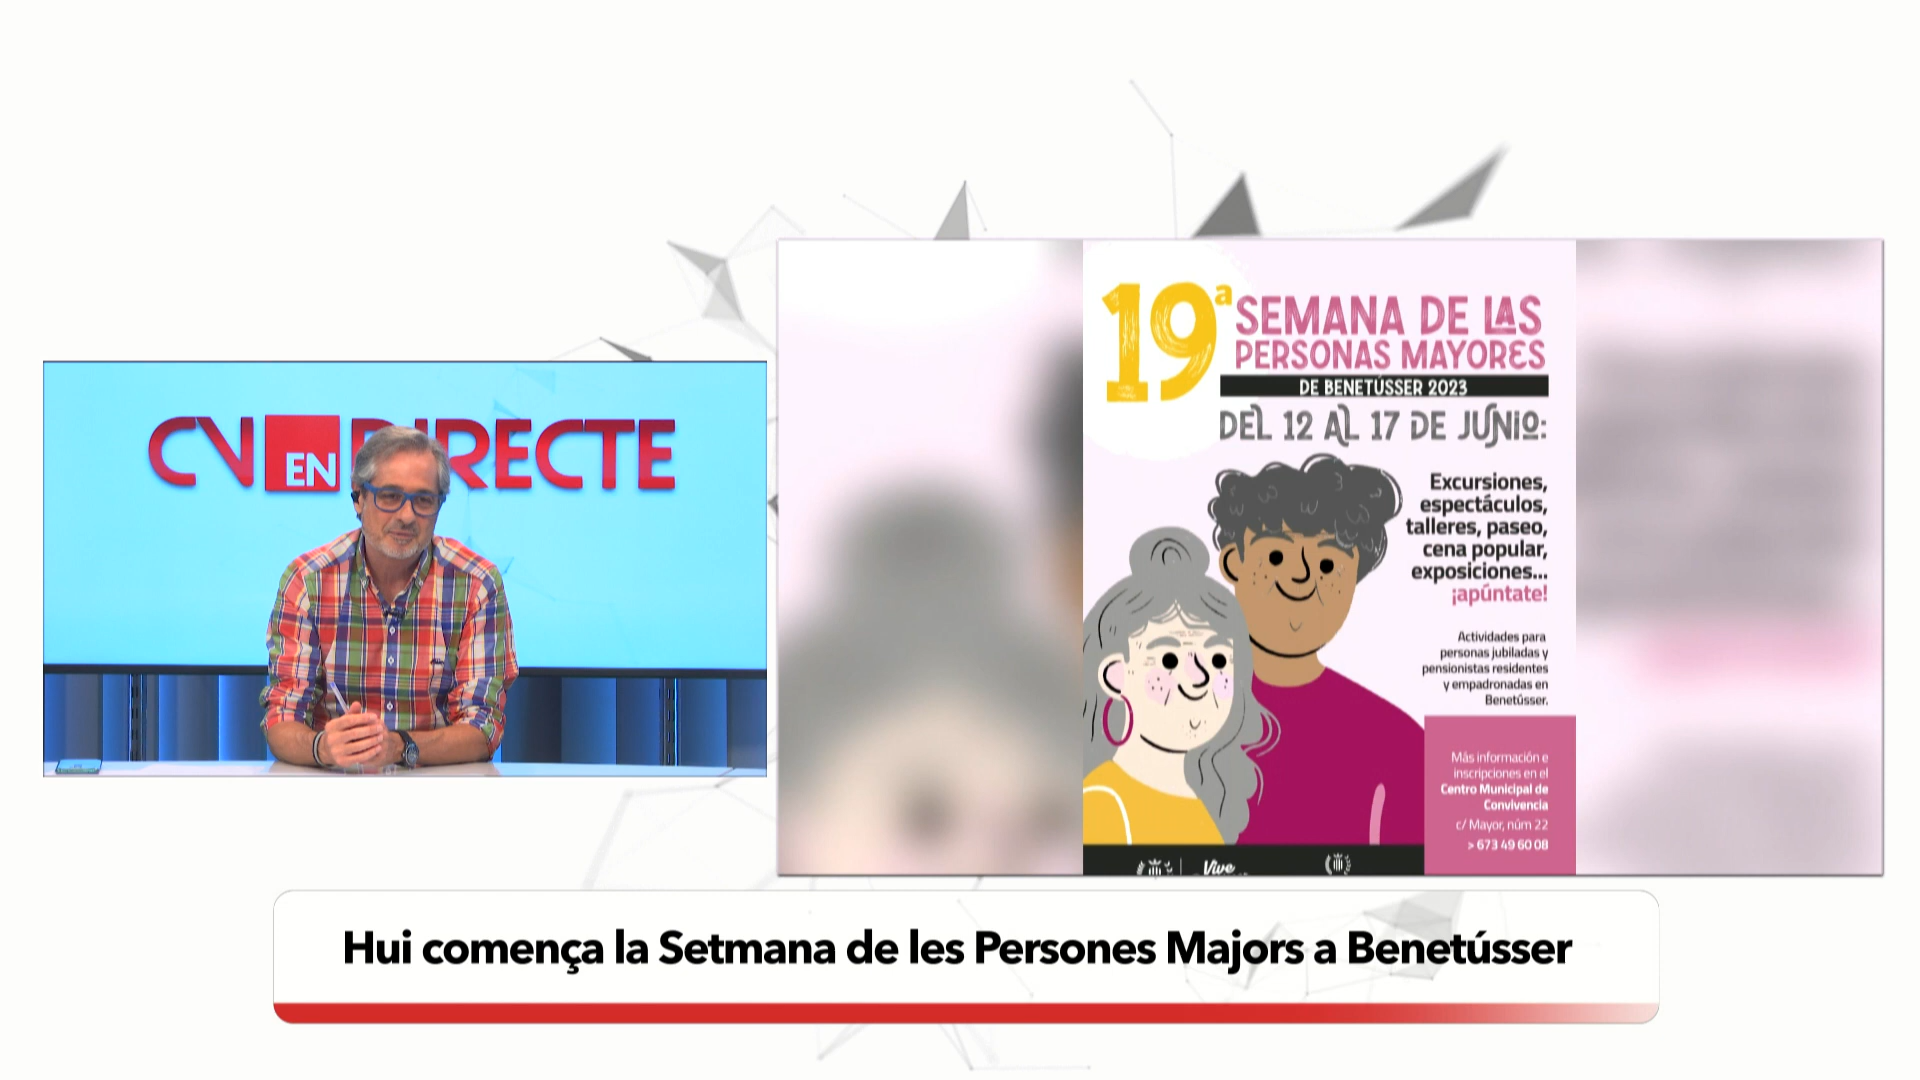 CV EN DIRECTE
19ª SEMANA DE LAS
PERSONAS MAYORES
DE BENETÚSSER 2023
DEL 12 AL 17 DE JUNIO:
Excursiones,
espectáculos,
talleres, paseo,
cena popular,
exposiciones...
¡apúntate!
Actividades para
personas jubiladas y
pensionistas residentes
y empadronadas en
Benetússer.
Más información e
inscripciones en el
Centro Municipal de
Convivencia
c/ Mayor, núm 22
> 673 49 60 08
Vive
Hui comença la Setmana de les Persones Majors a Benetússer